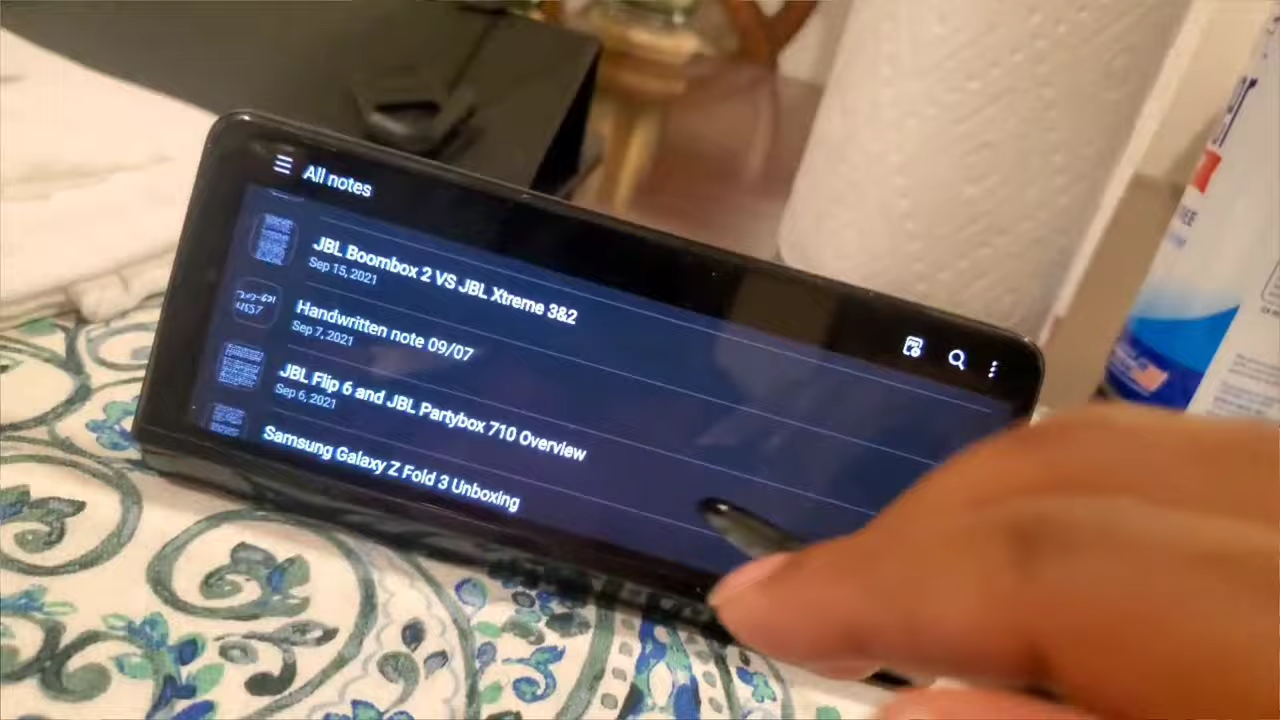 All notes
JBL Boombox 2 VS JBL Xtreme 3&2
Sep 15, 2021
Handwritten note 09/07
Sep 7, 2021
JBL Flip 6 and JBL Partybox 710 Overview
Sep 6, 2021
Samsung Galaxy Z Fold 3 Unboxing